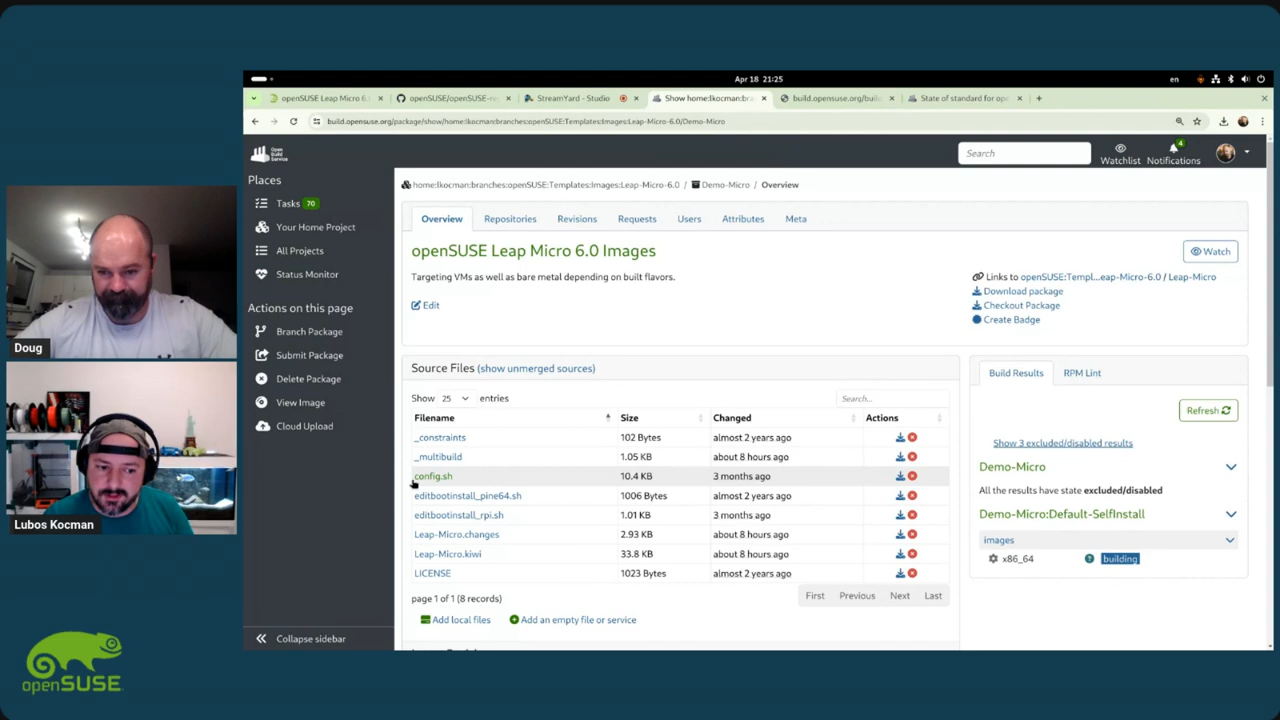 Apr 18 21:25
en
openSUSE Leap Micro 6.
openSUSE/openSUSE-re
StreamYard - Studio
Show home:lkocman:bra
build.opensuse.org/buil
State of standard for op
build.opensuse.org/package/show/home:lkocman:branches:openSUSE:Templates:Images:Leap-Micro-6.0/Demo-Micro
Open
Build
Service
Search
Watchlist
4
Notifications
Places
Tasks 70
Your Home Project
All Projects
Status Monitor
Actions on this page
Branch Package
Submit Package
Delete Package
View Image
Cloud Upload
Collapse sidebar
home:lkocman:branches:openSUSE:Templates:Images:Leap-Micro-6.0 / Demo-Micro / Overview
Overview Repositories Revisions Requests Users Attributes Meta
openSUSE Leap Micro 6.0 Images
Watch
Targeting VMs as well as bare metal depending on built flavors.
Edit
Links to openSUSE:Templ...eap-Micro-6.0 / Leap-Micro
Download package
Checkout Package
Create Badge
Source Files (show unmerged sources)
Show 25 entries
Search...
Filename Size Changed Actions
_constraints 102 Bytes almost 2 years ago
_multibuild 1.05 KB about 8 hours ago
config.sh 10.4 KB 3 months ago
editbootinstall_pine64.sh 1006 Bytes almost 2 years ago
editbootinstall_rpi.sh 1.01 KB 3 months ago
Leap-Micro.changes 2.93 KB about 8 hours ago
Leap-Micro.kiwi 33.8 KB about 8 hours ago
LICENSE 1023 Bytes almost 2 years ago
page 1 of 1 (8 records)
First Previous Next Last
Add local files Add an empty file or service
Build Results RPM Lint
Refresh
Show 3 excluded/disabled results
Demo-Micro
All the results have state excluded/disabled
Demo-Micro:Default-SelfInstall
images
x86_64 building
Doug
Lubos Kocman
openSUSE